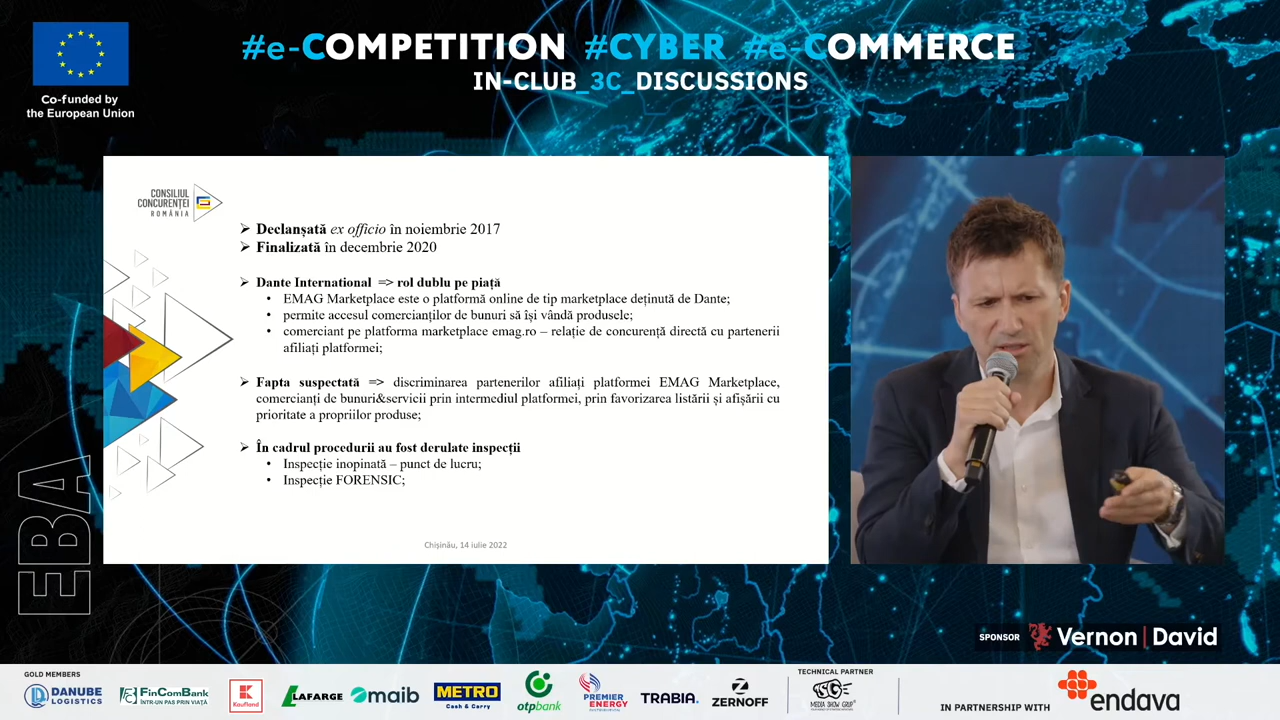 #e-COMPETITION #CYBER #e-COMMERCE
IN-CLUB_3C_DISCUSSIONS
Co-funded by
the European Union
CONSILIUL
CONCURENȚEI
ROMÂNIA
➢ Declanșată ex officio în noiembrie 2017
➢ Finalizată în decembrie 2020
➢ Dante International => rol dublu pe piață
• EMAG Marketplace este o platformă online de tip marketplace deținută de Dante;
• permite accesul comercianților de bunuri să își vândă produsele;
• comerciant pe platforma marketplace emag.ro – relație de concurență directă cu partenerii
afiliați platformei;
➢ Fapta suspectată => discriminarea partenerilor afiliați platformei EMAG Marketplace,
comercianți de bunuri&servicii prin intermediul platformei, prin favorizarea listării și afișării cu
prioritate a propriilor produse;
➢ În cadrul procedurii au fost derulate inspecții
• Inspecție inopinată – punct de lucru;
• Inspecție FORENSIC;
Chișinău, 14 iulie 2022
EBA
SPONSOR Vernon|David
GOLD MEMBERS
DANUBE
LOGISTICS
FinComBank
ÎNTR-UN PAS PRIN VIAȚĂ
K
Kaufland
LAFARGE
maib
METRO
Cash & Carry
otpbank
PREMIER
ENERGY
TRABIA.
ZERNOFF
TECHNICAL PARTNER
MEDIA SHOW GRUP
IN PARTNERSHIP WITH
endava